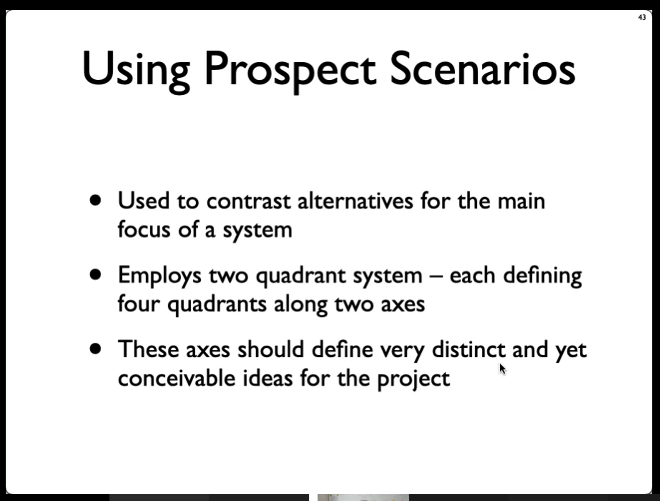 43
Using Prospect Scenarios
• Used to contrast alternatives for the main
focus of a system
• Employs two quadrant system – each defining
four quadrants along two axes
• These axes should define very distinct and yet
conceivable ideas for the project